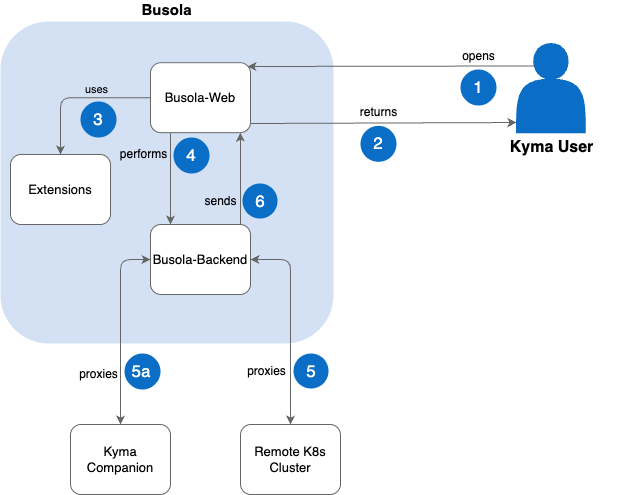 Busola
opens
1
Busola-Web
returns
2
Kyma User
uses
3
performs
4
Extensions
sends
6
Busola-Backend
proxies
5a
proxies
5
Kyma
Companion
Remote K8s
Cluster